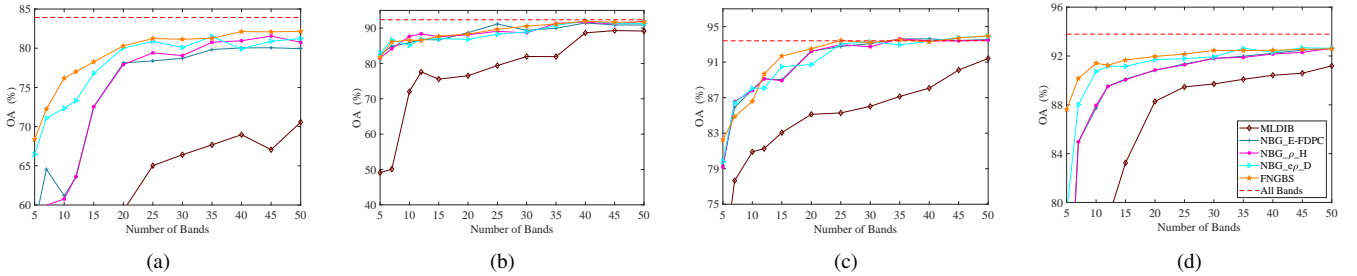 OA (%)
85
80
75
70
65
60
5 10 15 20 25 30 35 40 45 50
Number of Bands
(a)
OA (%)
100
90
80
70
60
50
40
5 10 15 20 25 30 35 40 45 50
Number of Bands
(b)
OA (%)
97
95
91
87
83
79
75
5 10 15 20 25 30 35 40 45 50
Number of Bands
(c)
OA (%)
95
92
88
84
80
5 10 15 20 25 30 35 40 45 50
Number of Bands
MLDIB
NBG_E-FDPC
NBG_ρ_H
NBG_eρ_D
FNGBS
All Bands
(d)